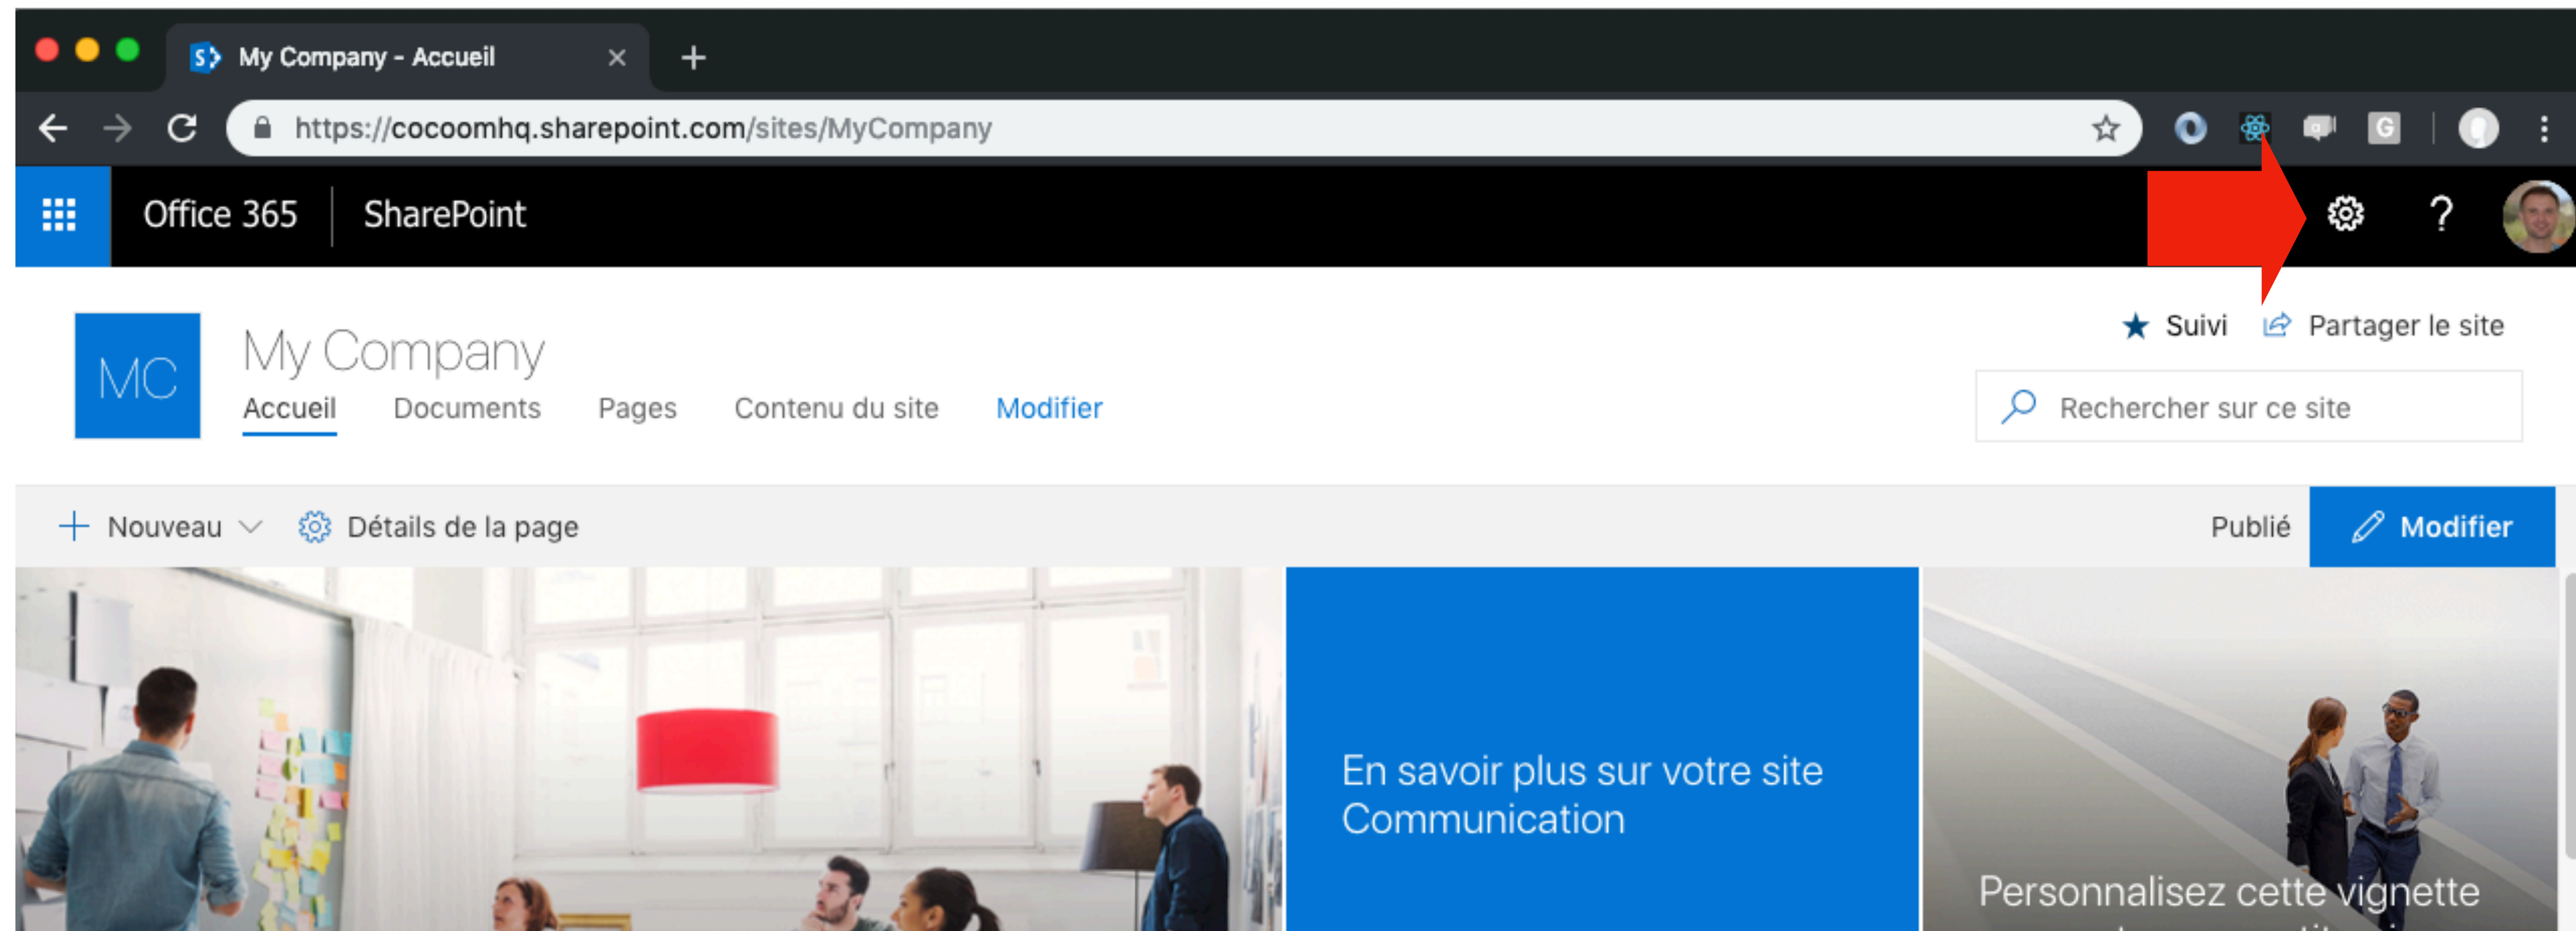 My Company - Accueil
https://cocoomhq.sharepoint.com/sites/MyCompany
G
Office 365
SharePoint
?
Suivi
Partager le site
MC
My Company
Accueil
Documents
Pages
Contenu du site
Modifier
Rechercher sur ce site
Nouveau
Détails de la page
Publié
Modifier
En savoir plus sur votre site
Communication
Personnalisez cette vignette